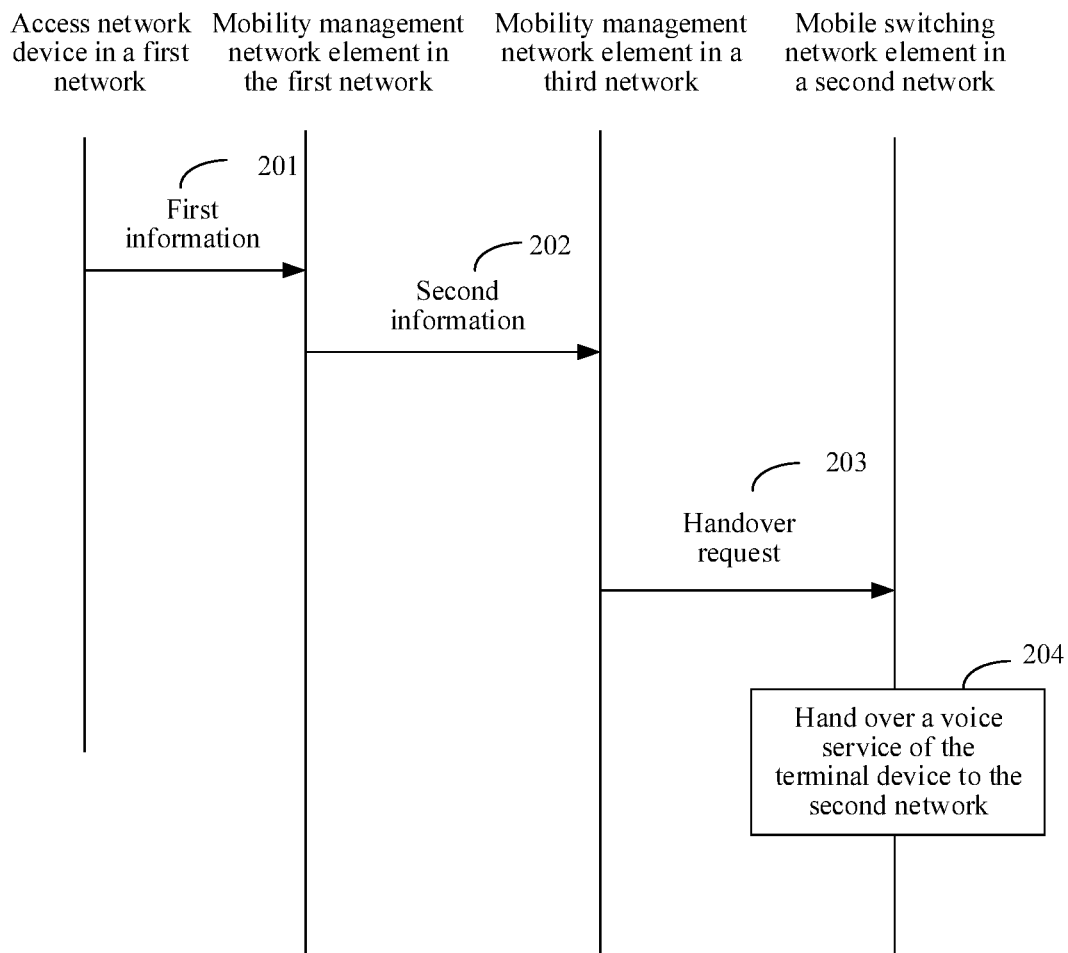 Access network
device in a first
network
Mobility management
network element in
the first network
Mobility management
network element in a
third network
Mobile switching
network element in
a second network
201
First
information
202
Second
information
203
Handover
request
204
Hand over a voice
service of the
terminal device to the
second network